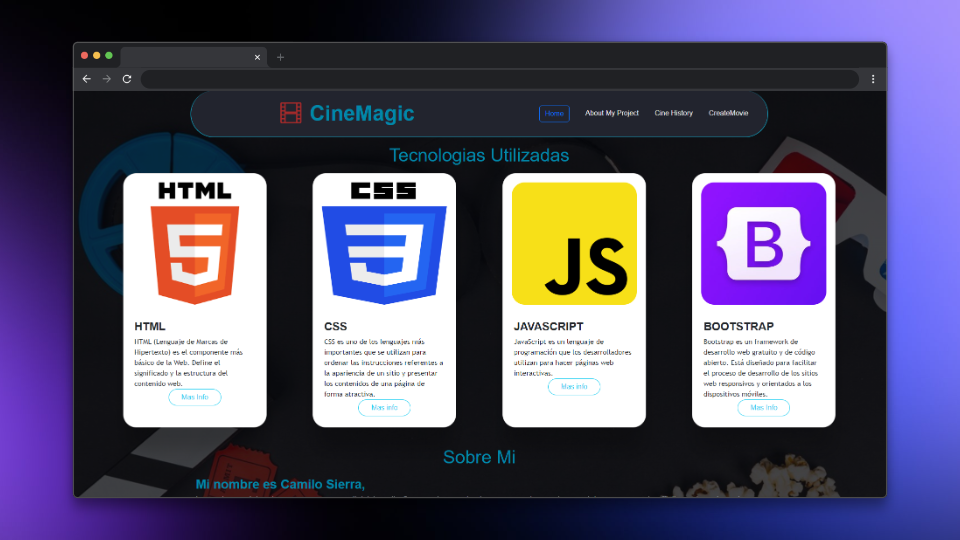 CineMagic
Home About My Project Cine History CreateMovie
Tecnologias Utilizadas
HTML
5
HTML
HTML (Lenguaje de Marcas de
Hipertexto) es el componente más
básico de la Web. Define el
significado y la estructura del
contenido web.
Mas Info
CSS
3
CSS
CSS es uno de los lenguajes más
importantes que se utilizan para
ordenar las instrucciones referentes a
la apariencia de un sitio y presentar
los contenidos de una página de
forma atractiva.
Mas info
JS
JAVASCRIPT
JavaScript es un lenguaje de
programación que los desarrolladores
utilizan para hacer páginas web
interactivas.
Mas info
B
BOOTSTRAP
Bootstrap es un framework de
desarrollo web gratuito y de código
abierto. Está diseñado para facilitar
el proceso de desarrollo de los sitios
web responsivos y orientados a los
dispositivos móviles.
Mas Info
Sobre Mi
Mi nombre es Camilo Sierra,